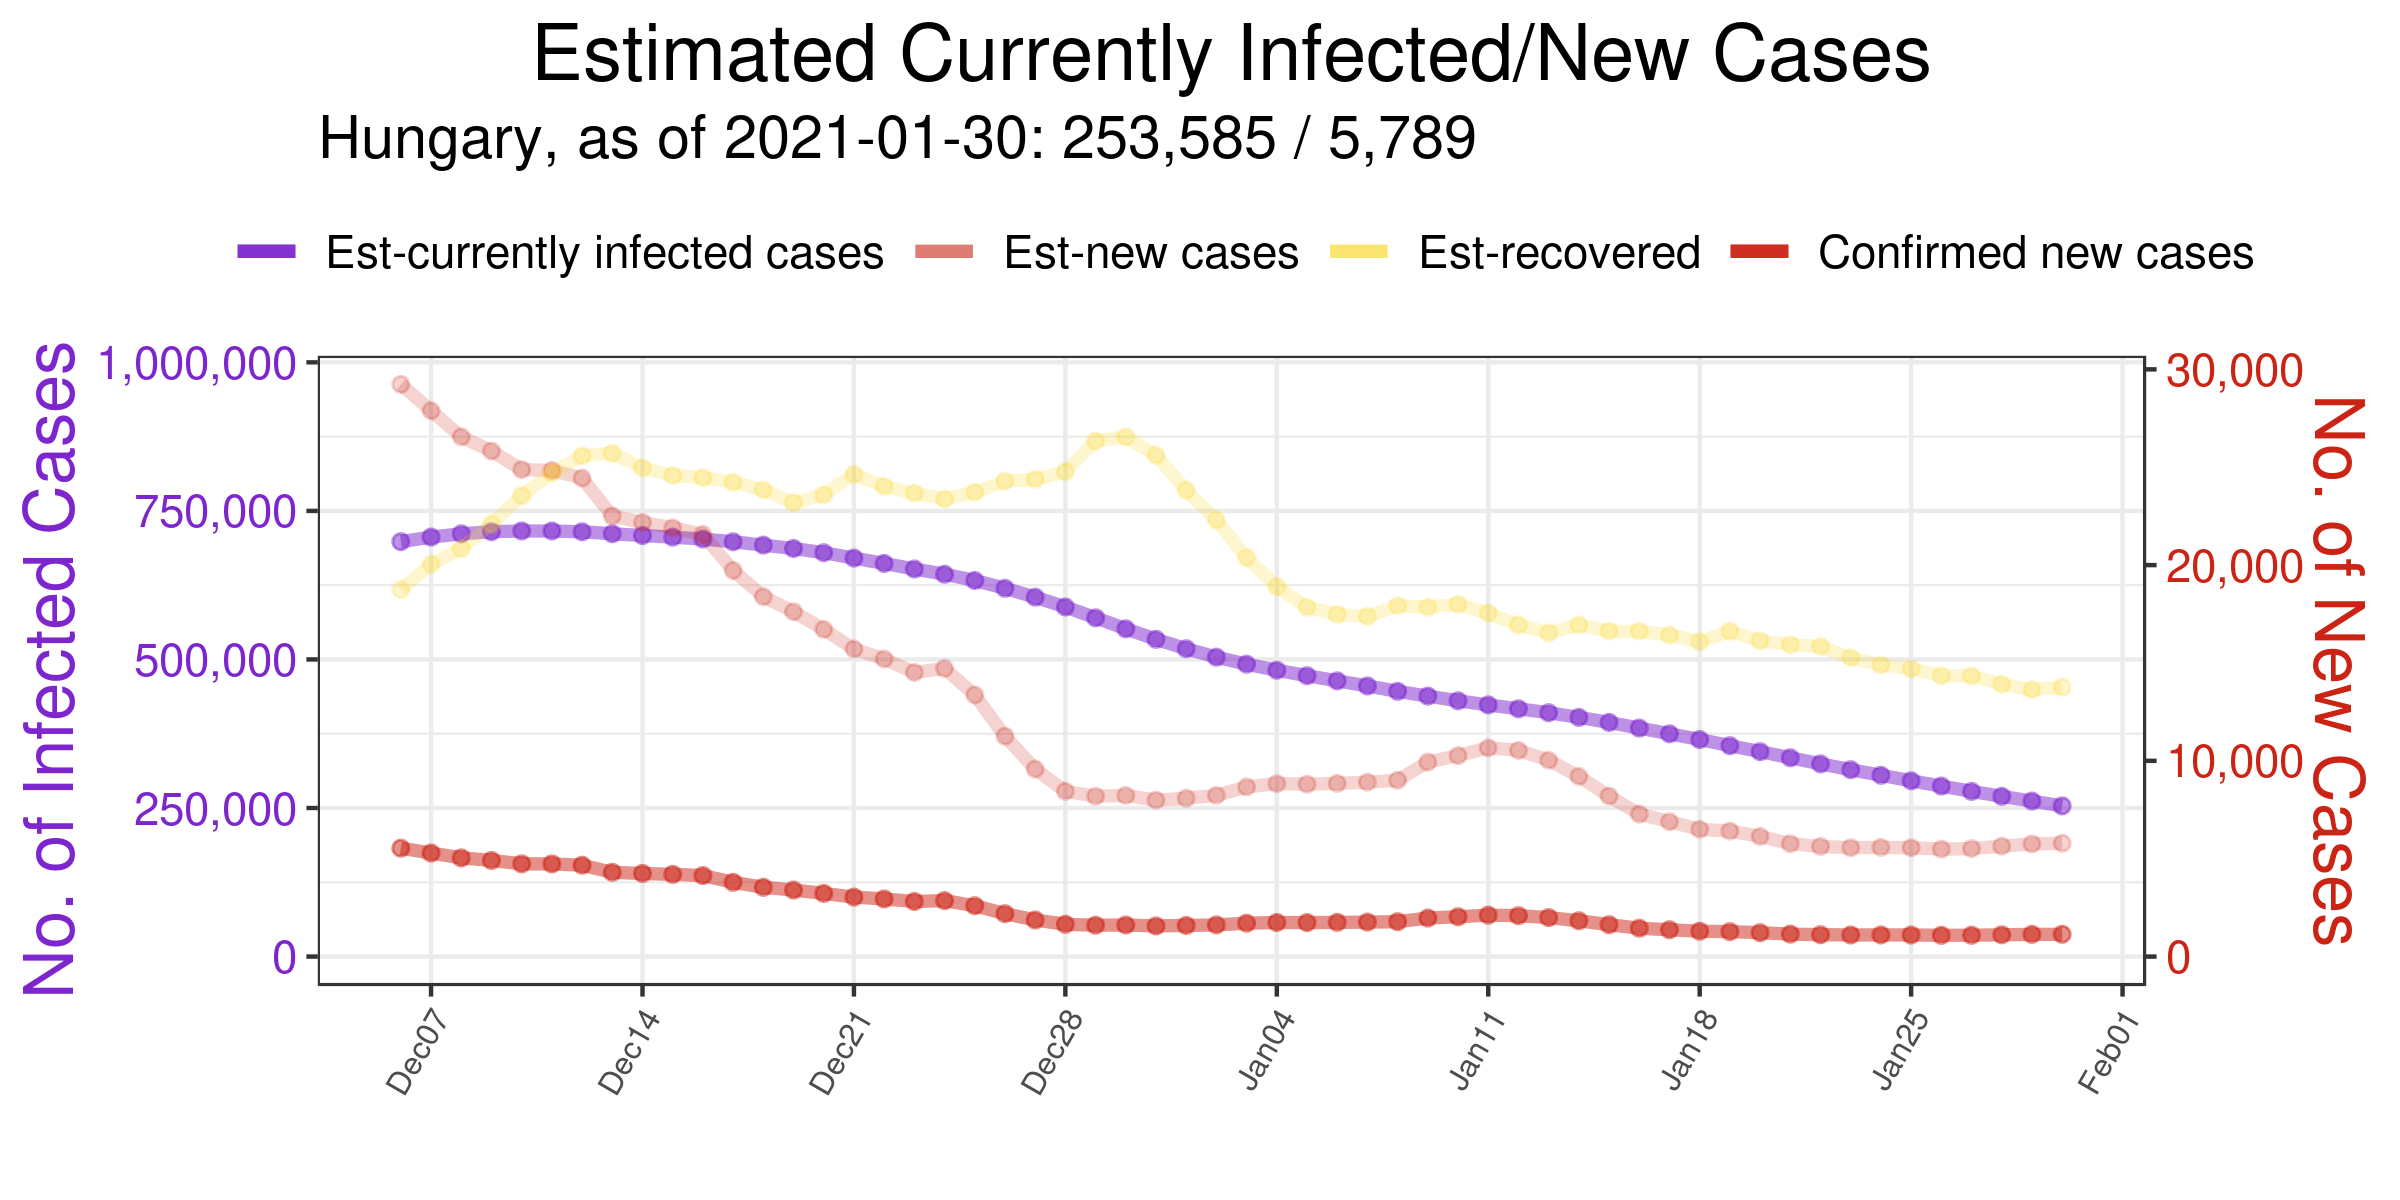 Estimated Currently Infected/New Cases
Hungary, as of 2021-01-30: 253,585 / 5,789
Est-currently infected cases Est-new cases Est-recovered Confirmed new cases
No. of Infected Cases
1,000,000
750,000
500,000
250,000
0
30,000
20,000
10,000
0
No. of New Cases
Dec07 Dec14 Dec21 Dec28 Jan04 Jan11 Jan18 Jan25 Feb01